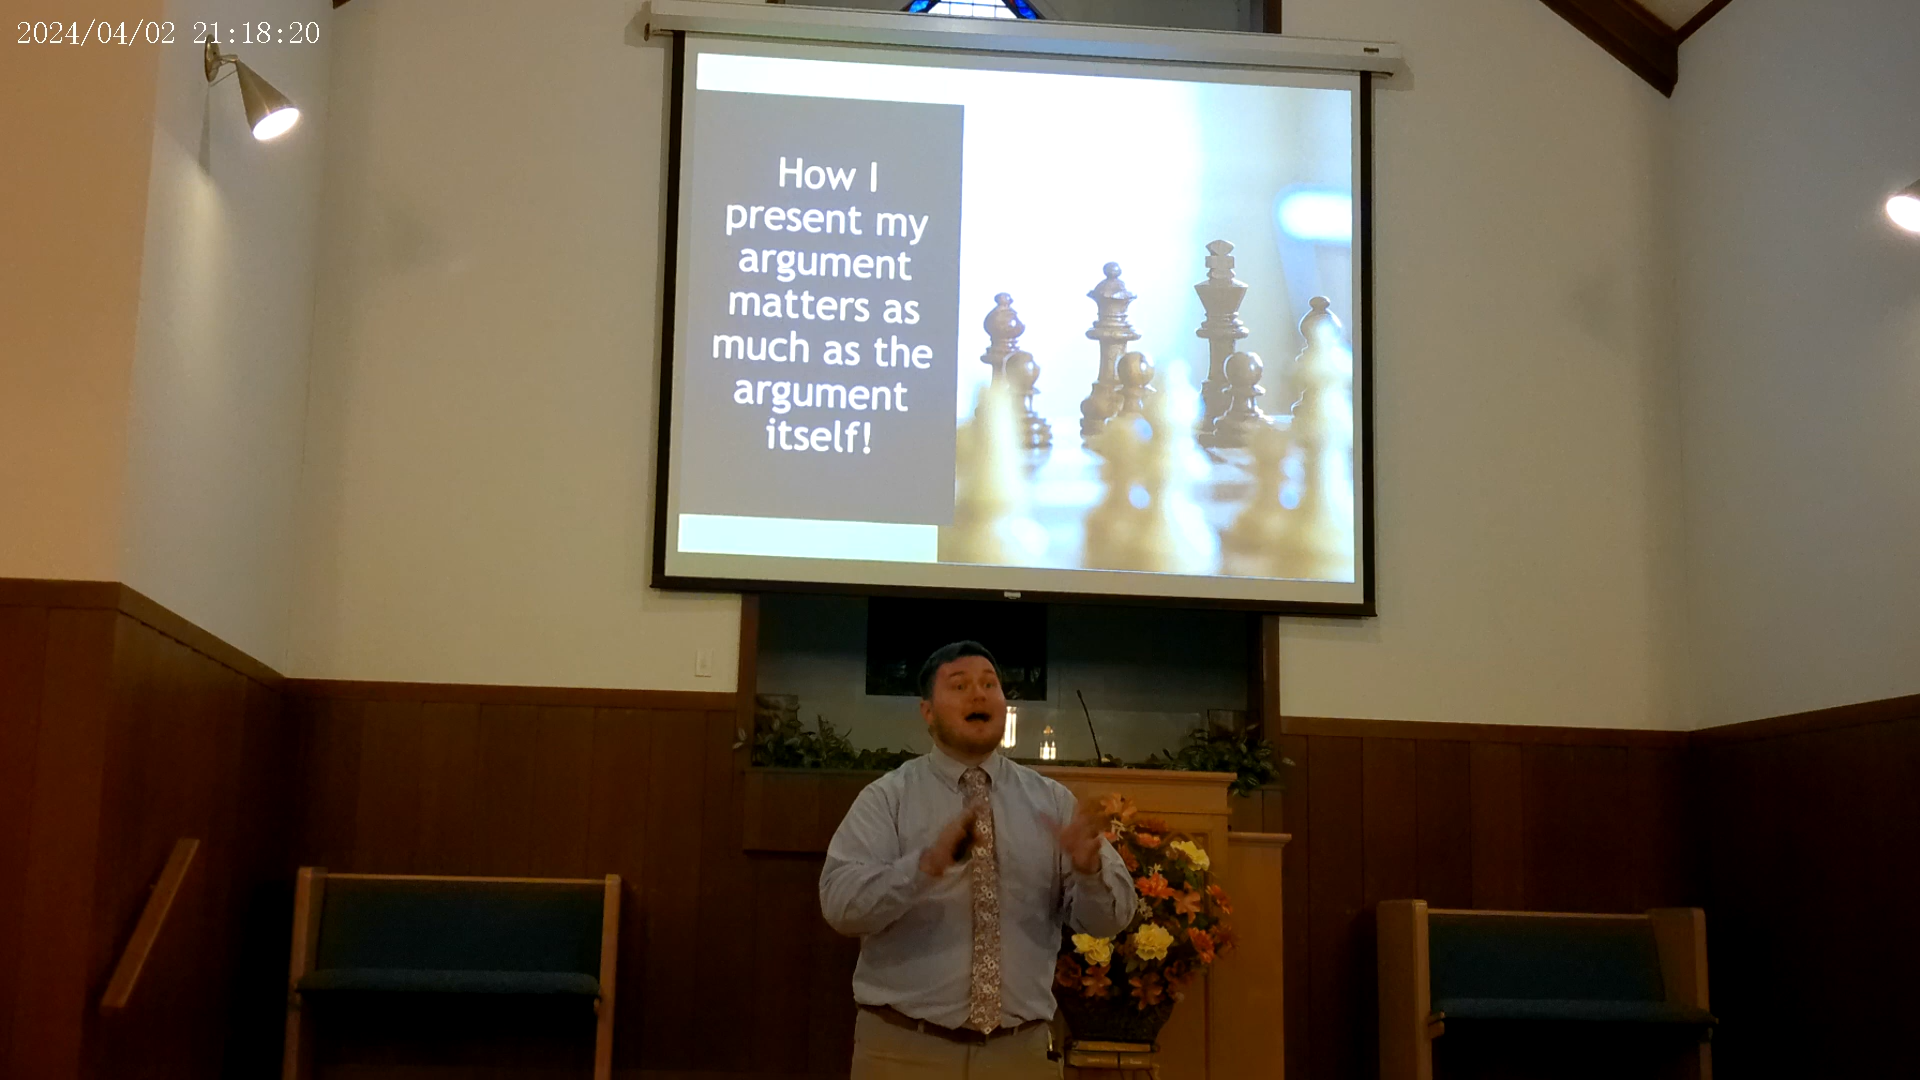 2024/04/02 21:18:20
How I
present my
argument
matters as
much as the
argument
itself!